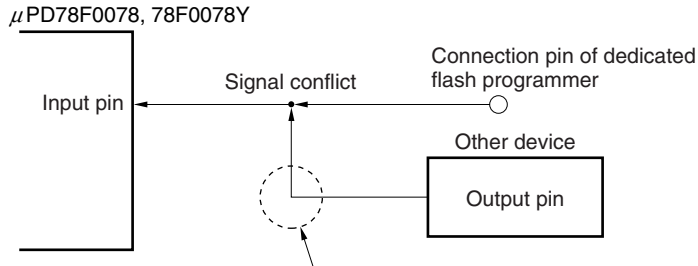 μPD78F0078, 78F0078Y
Connection pin of dedicated
flash programmer
Signal conflict
Input pin
Other device
Output pin